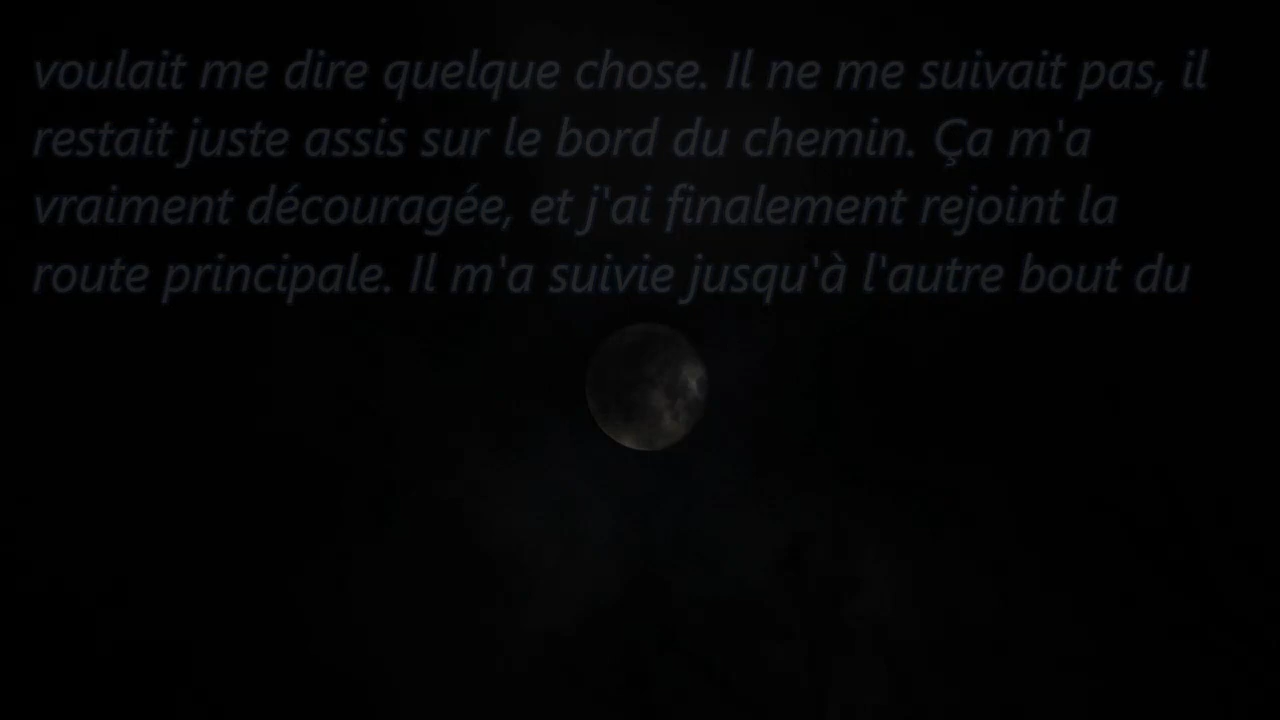 voulait me dire quelque chose. Il ne me suivait pas, il
restait juste assis sur le bord du chemin. Ça m'a
vraiment découragée, et j'ai finalement rejoint la
route principale. Il m'a suivie jusqu'à l'autre bout du